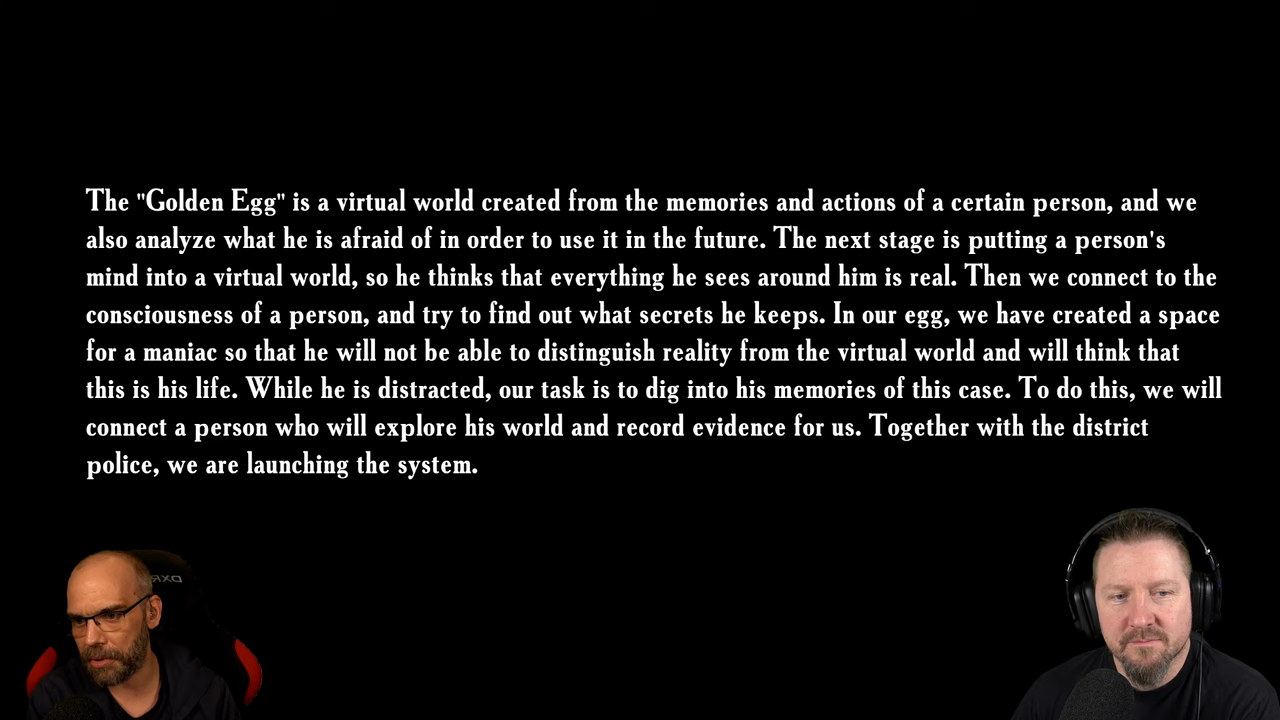 The "Golden Egg" is a virtual world created from the memories and actions of a certain person, and we
also analyze what he is afraid of in order to use it in the future. The next stage is putting a person's
mind into a virtual world, so he thinks that everything he sees around him is real. Then we connect to the
consciousness of a person, and try to find out what secrets he keeps. In our egg, we have created a space
for a maniac so that he will not be able to distinguish reality from the virtual world and will think that
this is his life. While he is distracted, our task is to dig into his memories of this case. To do this, we will
connect a person who will explore his world and record evidence for us. Together with the district
police, we are launching the system.